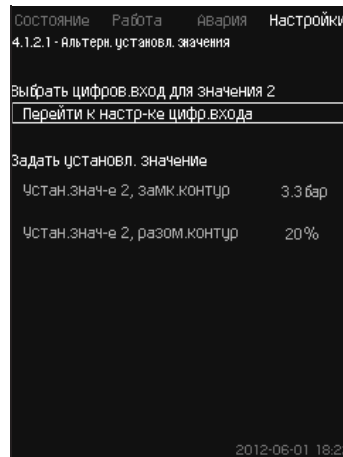 Состояние Работа Авария Настройки
4.1.2.1 - Альтерн. установл. значения
Выбрать цифров.вход для значения 2
Перейти к настр-ке цифр.входа
Задать установл. значение
Устан.знач-е 2, замк.контур 3.3 бар
Устан.знач-е 2, разом.контур 20%
2012-06-01 18:2